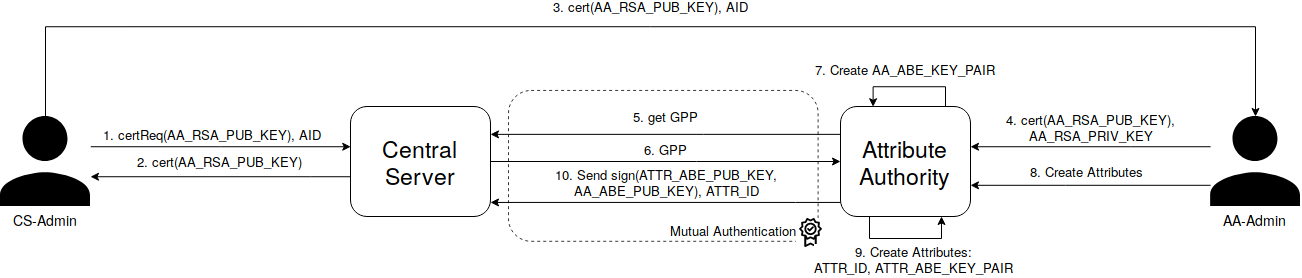 3. cert(AA_RSA_PUB_KEY), AID
7. Create AA_ABE_KEY_PAIR
1. certReq(AA_RSA_PUB_KEY), AID
2. cert(AA_RSA_PUB_KEY)
CS-Admin
Central
Server
5. get GPP
6. GPP
10. Send sign(ATTR_ABE_PUB_KEY,
AA_ABE_PUB_KEY), ATTR_ID
Mutual Authentication
Attribute
Authority
4. cert(AA_RSA_PUB_KEY),
AA_RSA_PRIV_KEY
8. Create Attributes
AA-Admin
9. Create Attributes:
ATTR_ID, ATTR_ABE_KEY_PAIR